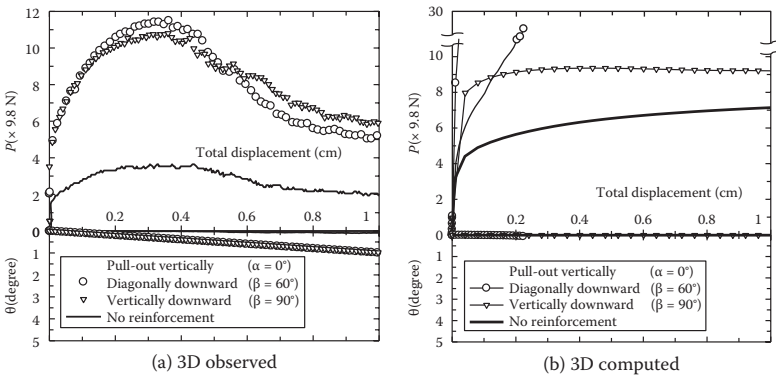 12
10
8
6
4
2
0
1
2
3
4
5
P(× 9.8 N)
θ(degree)
Total displacement (cm)
0.2 0.4 0.6 0.8 1
Pull-out vertically (α = 0°)
Diagonally downward (β = 60°)
Vertically downward (β = 90°)
No reinforcement
(a) 3D observed
30
10
8
6
4
2
0
1
2
3
4
5
P(× 9.8 N)
θ(degree)
Total displacement (cm)
0.2 0.4 0.6 0.8 1
Pull-out vertically (α = 0°)
Diagonally downward (β = 60°)
Vertically downward (β = 90°)
No reinforcement
(b) 3D computed